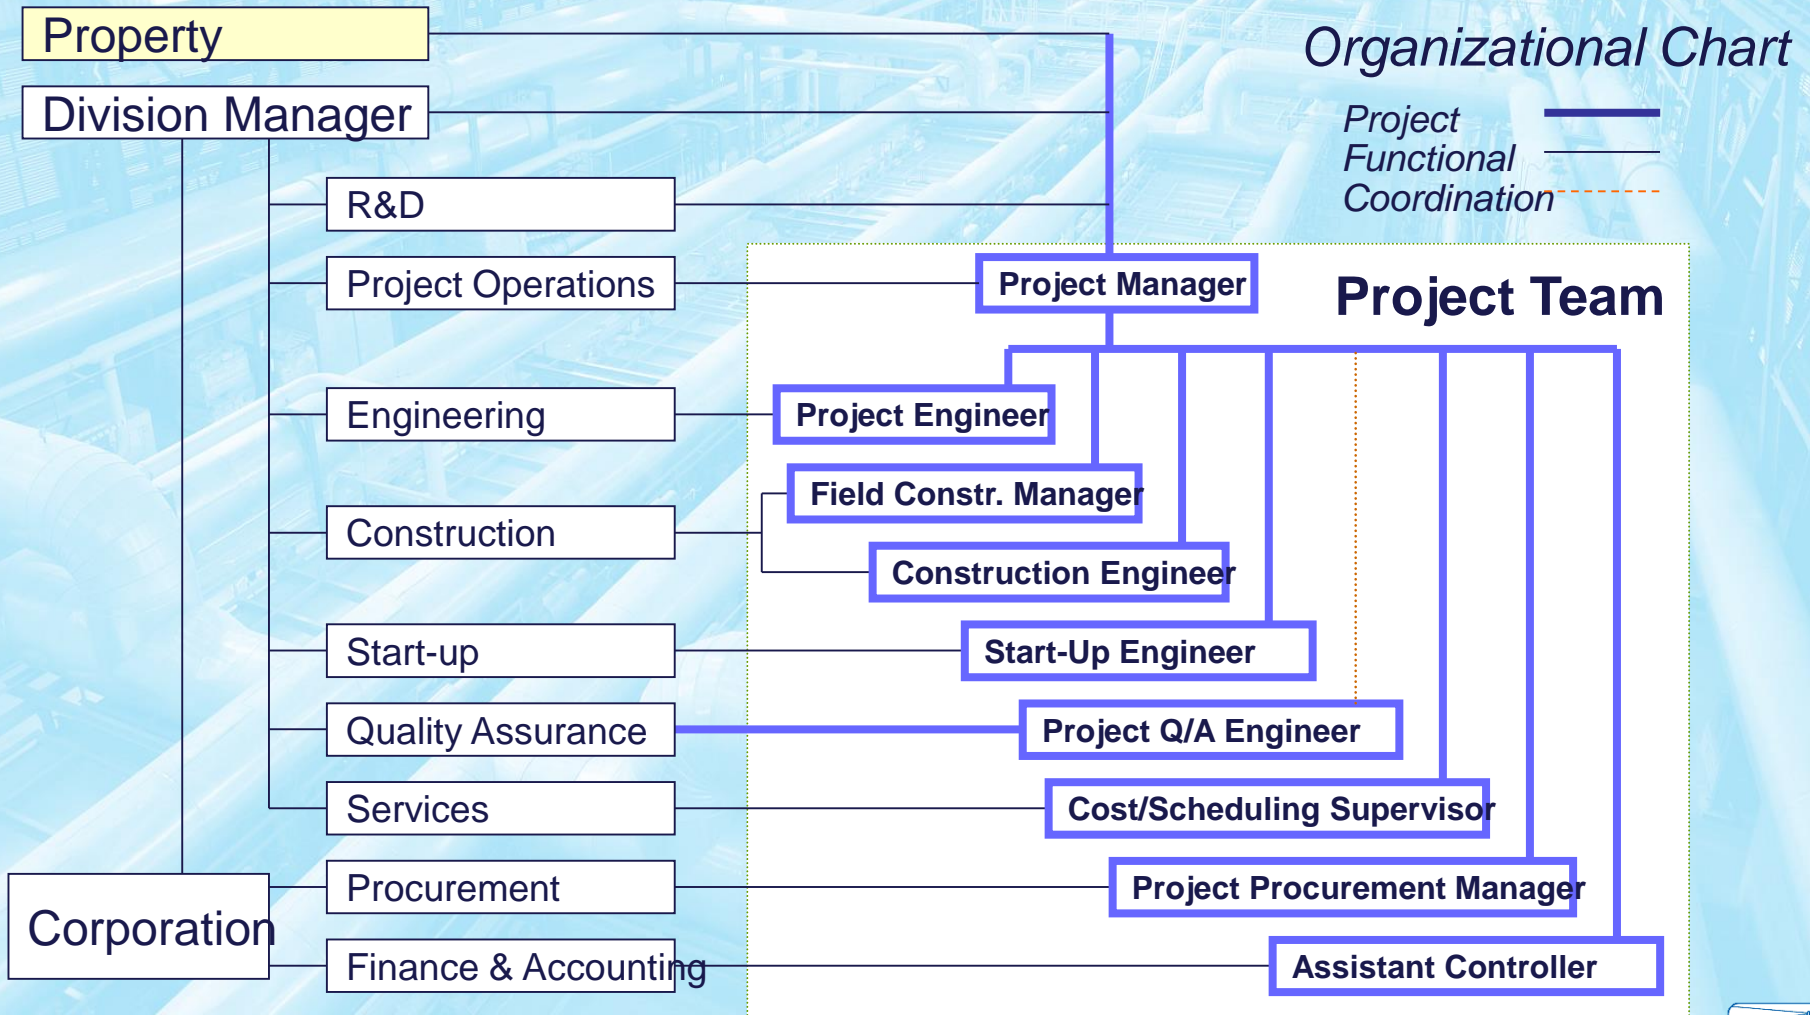 Property
Organizational Chart
Division Manager
Project
Functional
Coordination
R&D
Project Operations
Project Manager
Project Team
Engineering
Project Engineer
Field Constr. Manager
Construction
Construction Engineer
Start-up
Start-Up Engineer
Quality Assurance
Project Q/A Engineer
Services
Cost/Scheduling Supervisor
Procurement
Project Procurement Manager
Corporation
Finance & Accounting
Assistant Controller